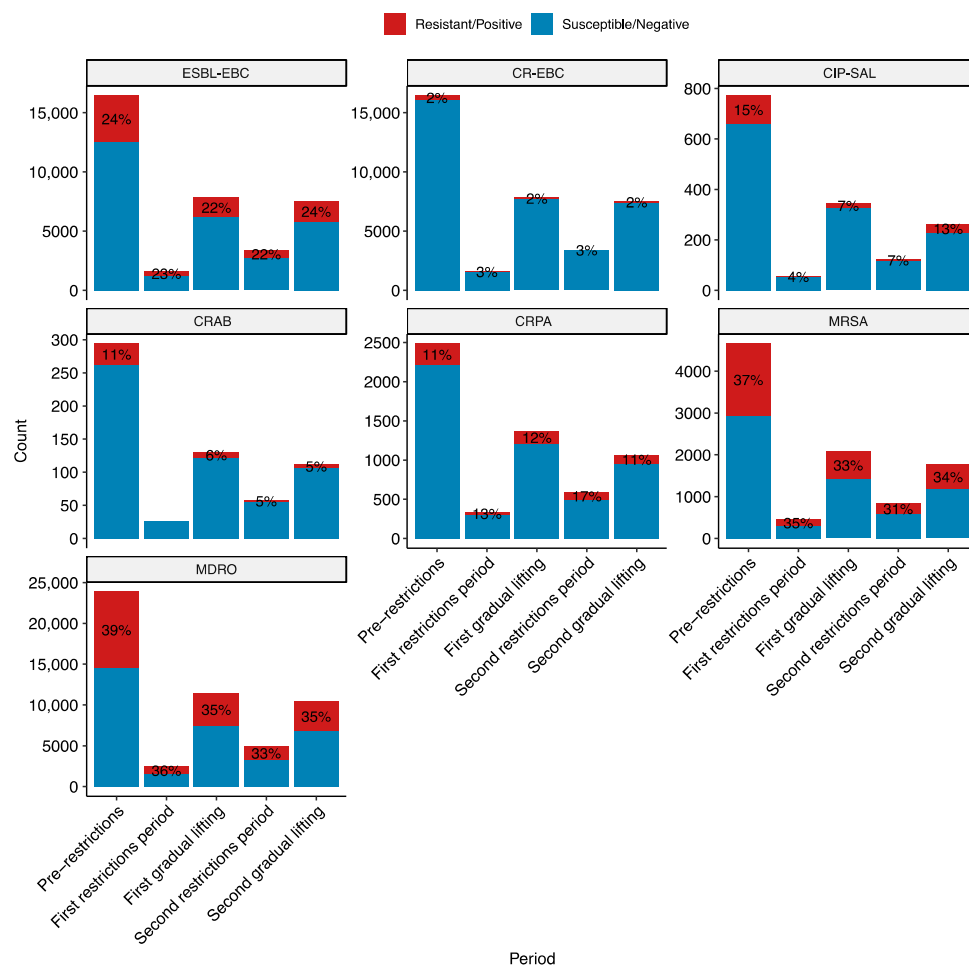 Resistant/Positive Susceptible/Negative
ESBL-EBC CR-EBC CIP-SAL
15,000 10,000 5000 0
24% 23% 22% 22% 24%
15,000 10,000 5000 0
2% 3% 2% 3% 2%
800 600 400 200 0
15% 4% 7% 7% 13%
CRAB CRPA MRSA
300 250 200 150 100 50 0
11% 6% 5% 5%
2500 2000 1500 1000 500 0
11% 13% 12% 17% 11%
4000 3000 2000 1000 0
37% 35% 33% 31% 34%
Count
Pre−restrictions
First restrictions period
First gradual lifting
Second restrictions period
Second gradual lifting
Pre−restrictions
First restrictions period
First gradual lifting
Second restrictions period
Second gradual lifting
MDRO
25,000 20,000 15,000 10,000 5000 0
39% 36% 35% 33% 35%
Pre−restrictions
First restrictions period
First gradual lifting
Second restrictions period
Second gradual lifting
Period